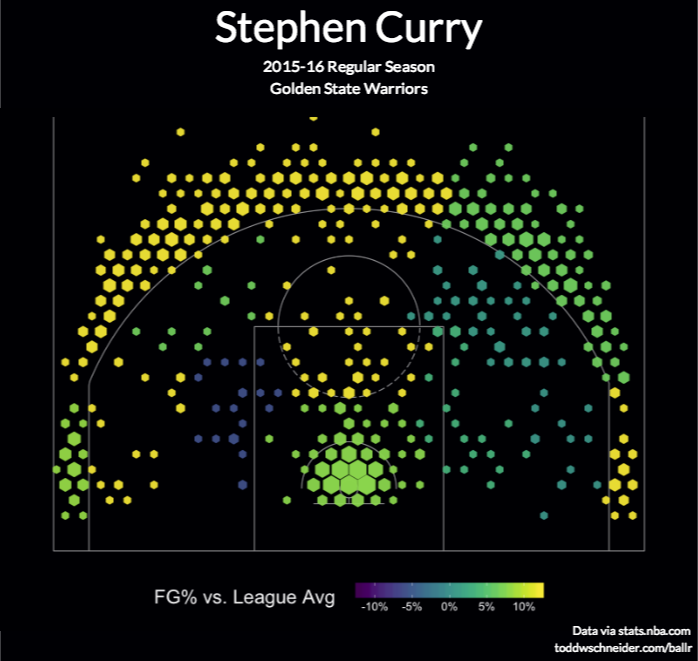 Stephen Curry
2015-16 Regular Season
Golden State Warriors
FG% vs. League Avg
-10% -5% 0% 5% 10%
Data via stats.nba.com
toddwschneider.com/ballr